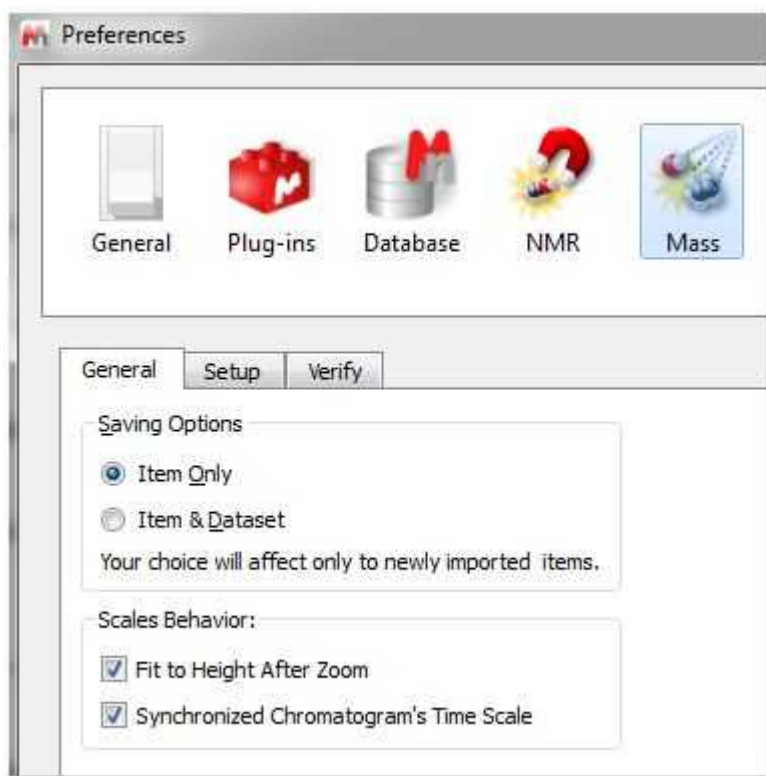 Preferences
General
Plug-ins
Database
NMR
Mass
General
Setup
Verify
Saving Options
Item Only
Item & Dataset
Your choice will affect only to newly imported items.
Scales Behavior:
Fit to Height After Zoom
Synchronized Chromatogram's Time Scale